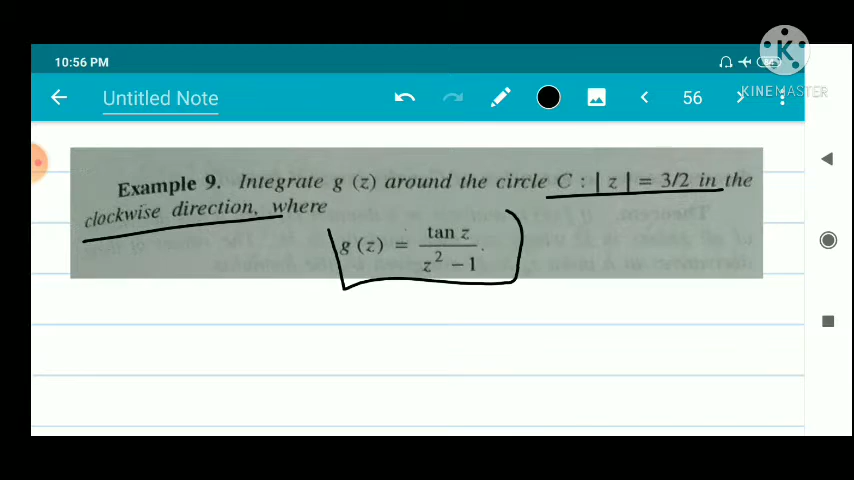 10:56 PM
KINEMASTER
Untitled Note
56
Example 9. Integrate g (z) around the circle C : | z | = 3/2 in the
clockwise direction, where
g (z) = tan z / z² − 1 .